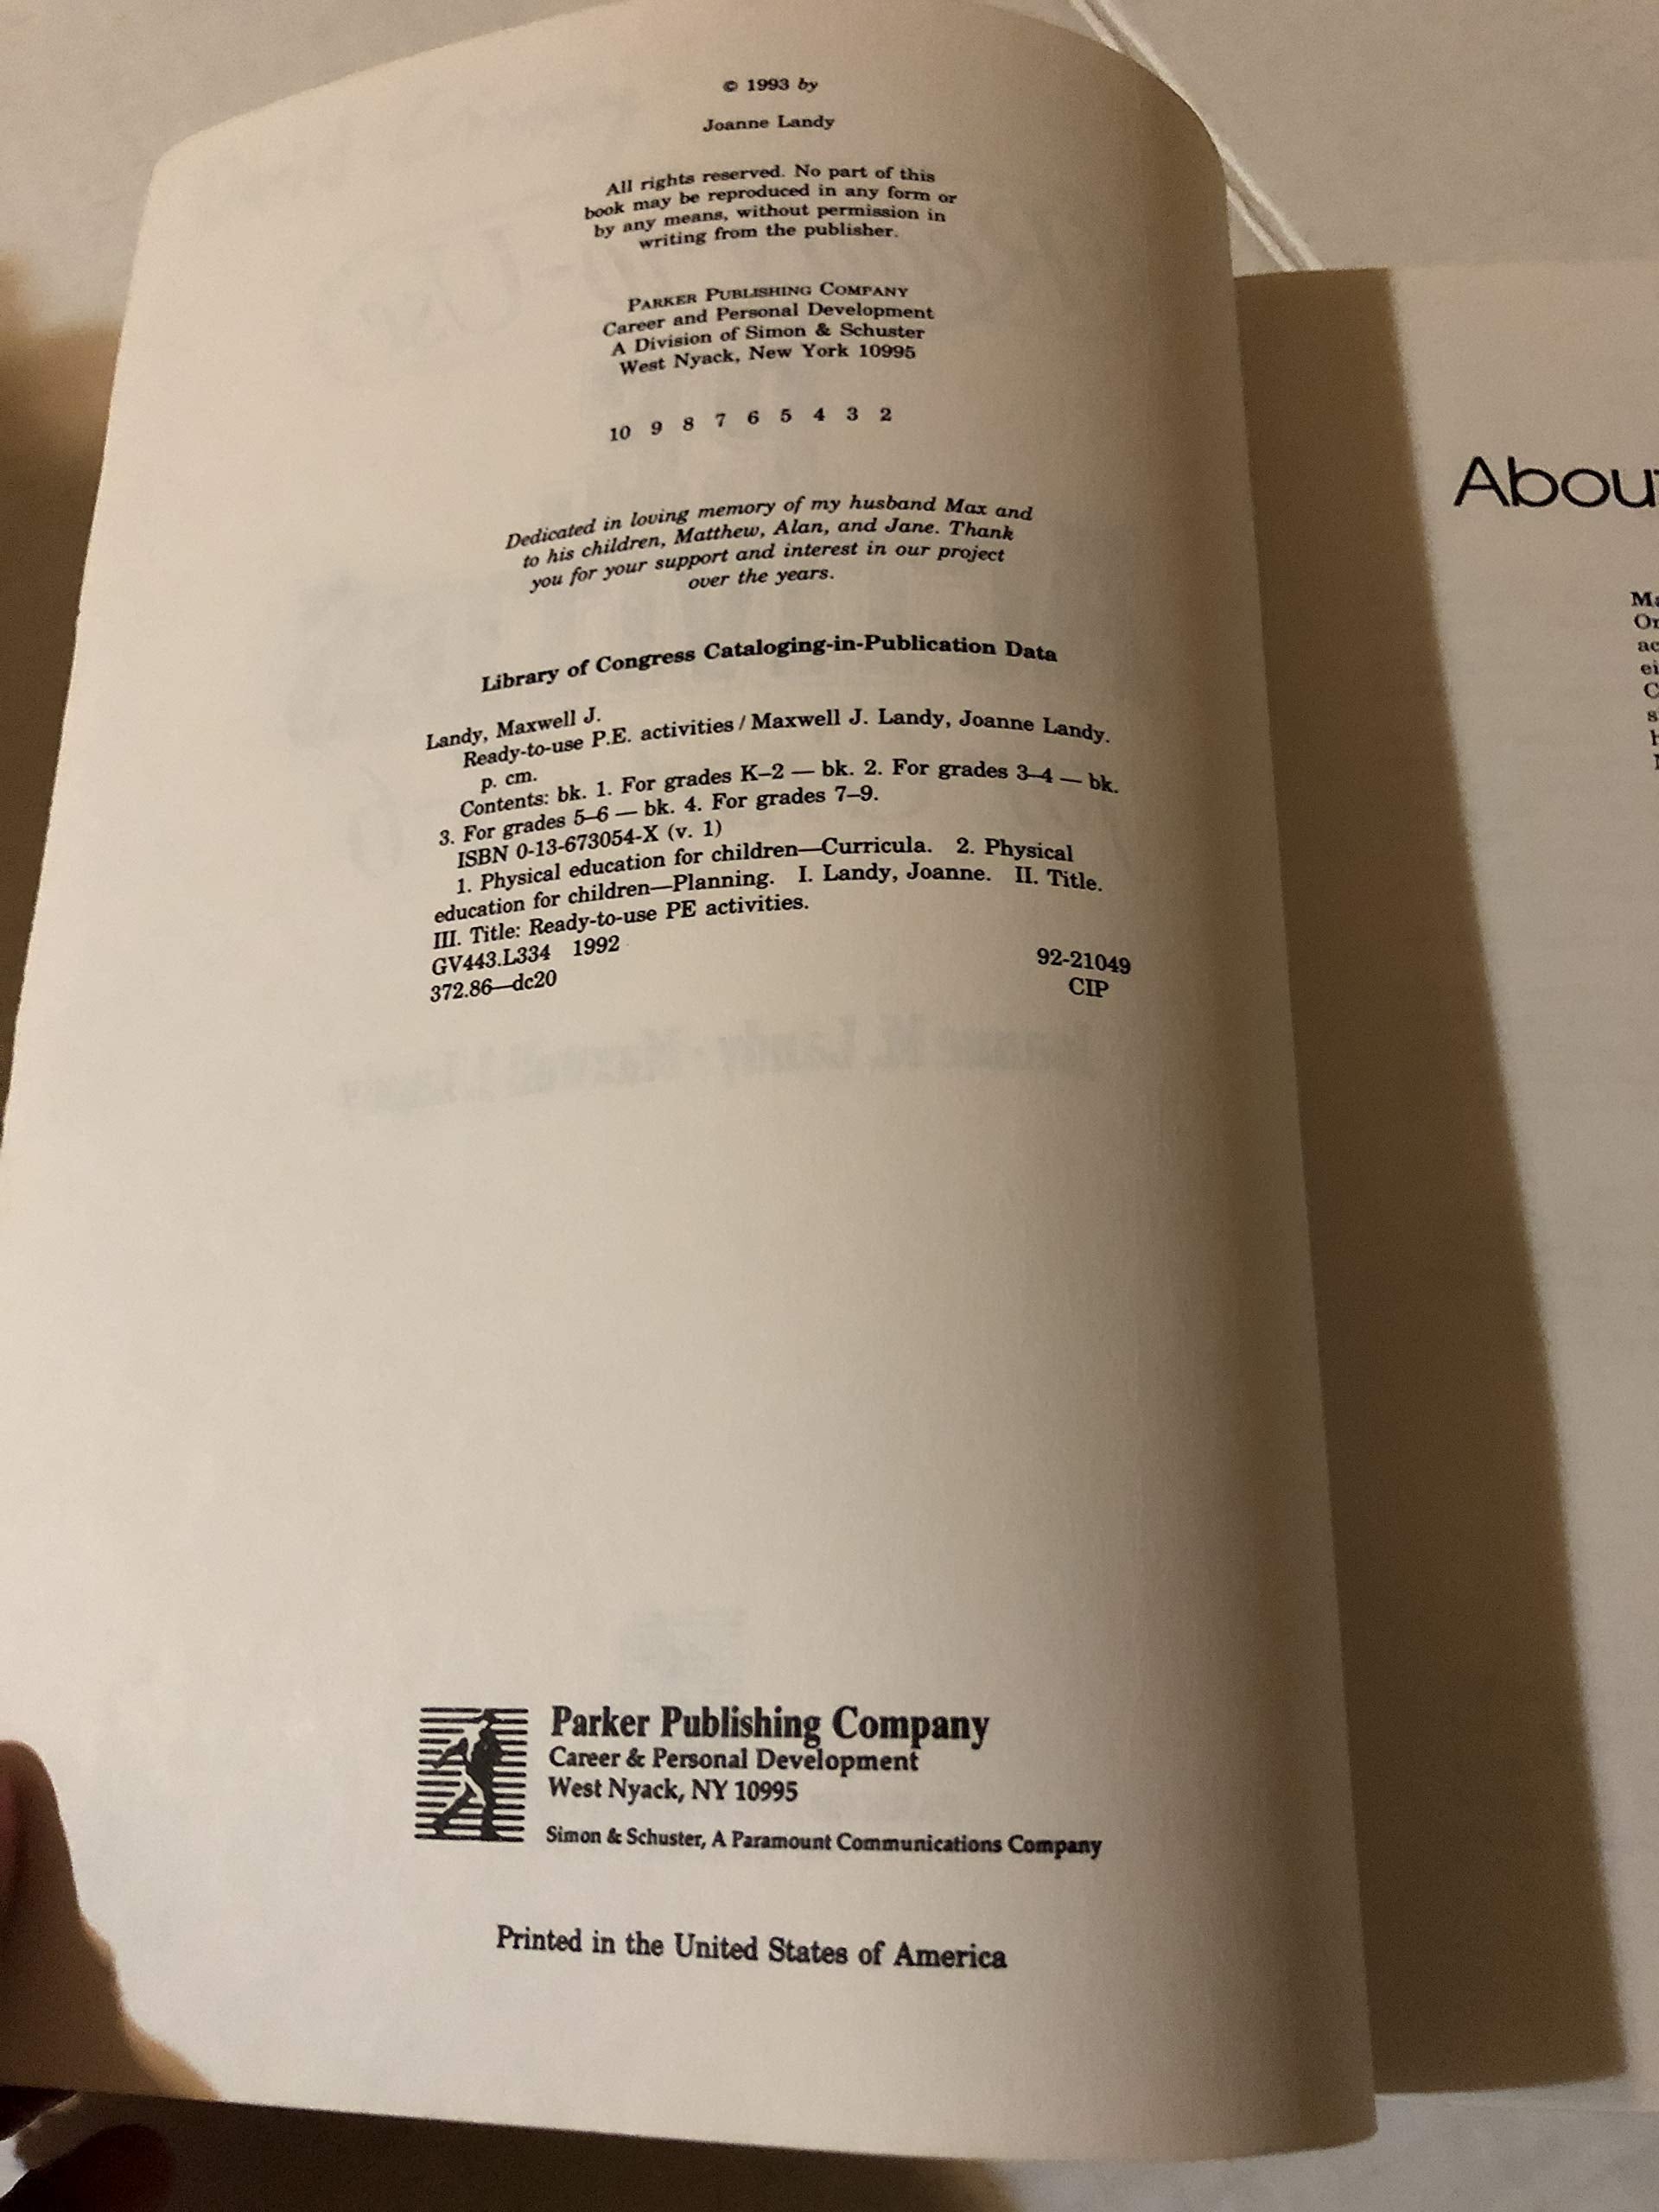 © 1993 by
Joanne Landy
All rights reserved. No part of this
book may be reproduced in any form or
by any means, without permission in
writing from the publisher.
PARKER PUBLISHING COMPANY
Career and Personal Development
A Division of Simon & Schuster
West Nyack, New York 10995
10 9 8 7 6 5 4 3 2
Dedicated in loving memory of my husband Max and
to his children, Matthew, Alan, and Jane. Thank
you for your support and interest in our project
over the years.
Library of Congress Cataloging-in-Publication Data
Landy, Maxwell J.
Ready-to-use P.E. activities / Maxwell J. Landy, Joanne Landy.
p. cm.
Contents: bk. 1. For grades K–2 — bk. 2. For grades 3–4 — bk.
3. For grades 5–6 — bk. 4. For grades 7–9.
ISBN 0-13-673054-X (v. 1)
1. Physical education for children—Curricula. 2. Physical
education for children—Planning. I. Landy, Joanne. II. Title.
III. Title: Ready-to-use PE activities.
GV443.L334 1992
92-21049
372.86—dc20
CIP
Parker Publishing Company
Career & Personal Development
West Nyack, NY 10995
Simon & Schuster, A Paramount Communications Company
Printed in the United States of America